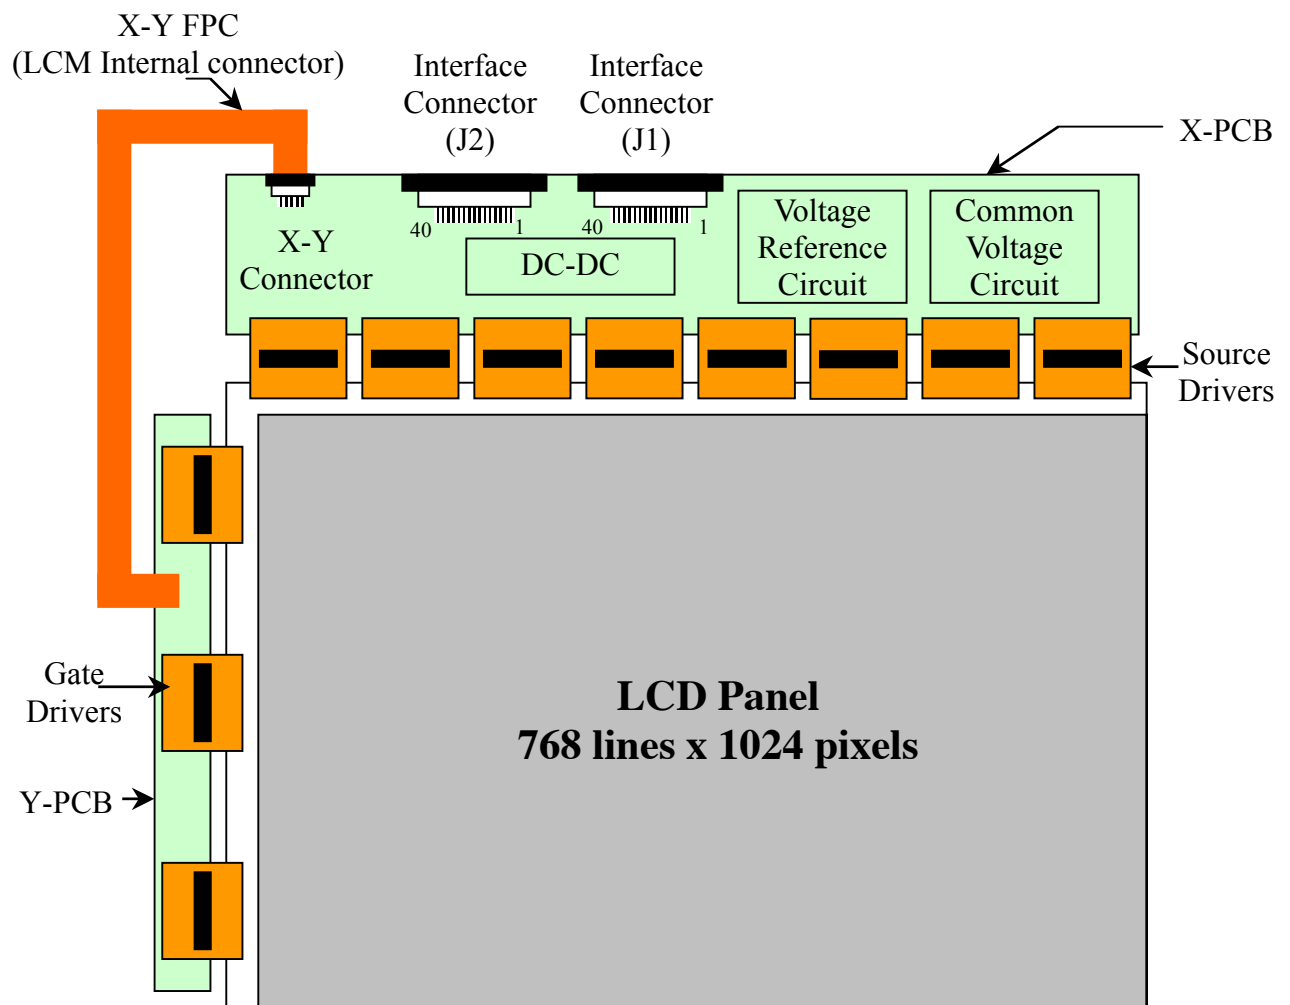 X-Y FPC
(LCM Internal connector)
Interface
Connector
(J2)
Interface
Connector
(J1)
X-PCB
40
1
40
1
X-Y
Connector
DC-DC
Voltage
Reference
Circuit
Common
Voltage
Circuit
Source
Drivers
Gate
Drivers
LCD Panel
768 lines x 1024 pixels
Y-PCB